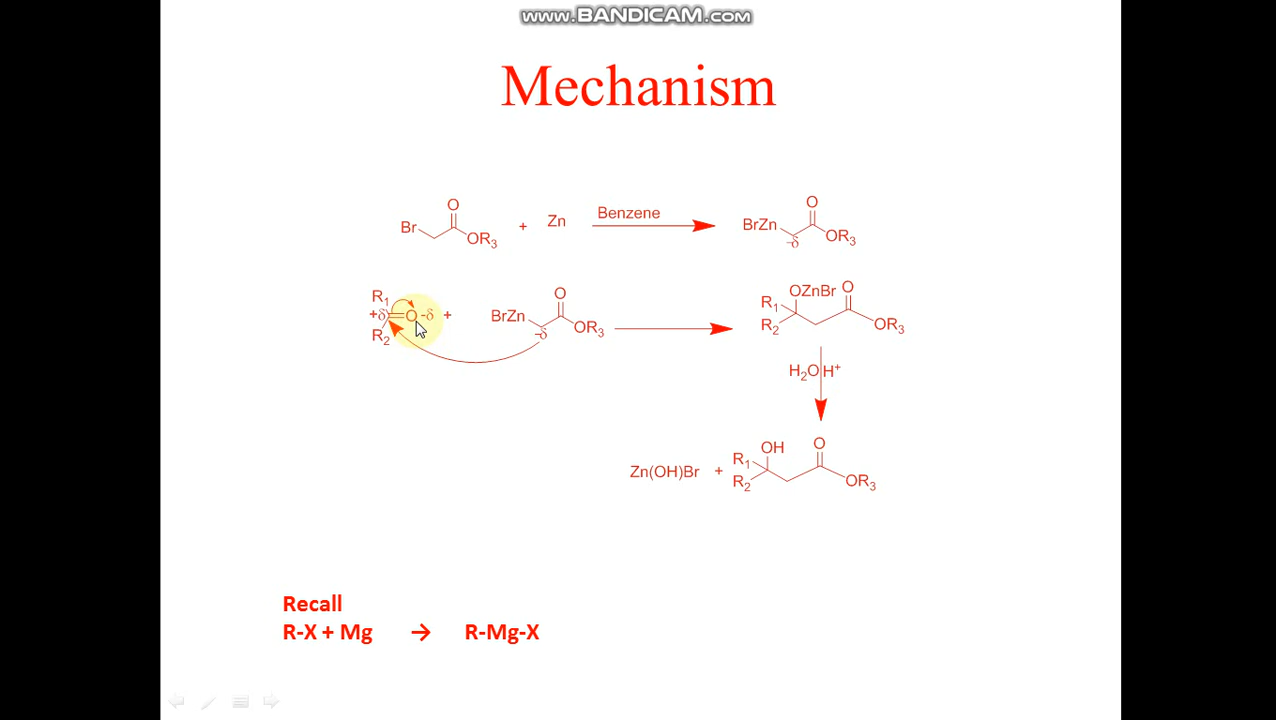 www.BANDICAM.com
Mechanism
Br O OR3 + Zn Benzene BrZn -δ O OR3
R1 +δ O -δ R2 + BrZn -δ O OR3 R1 R2 OZnBr O OR3
H2O H+
Zn(OH)Br + R1 R2 OH O OR3
Recall
R-X + Mg → R-Mg-X